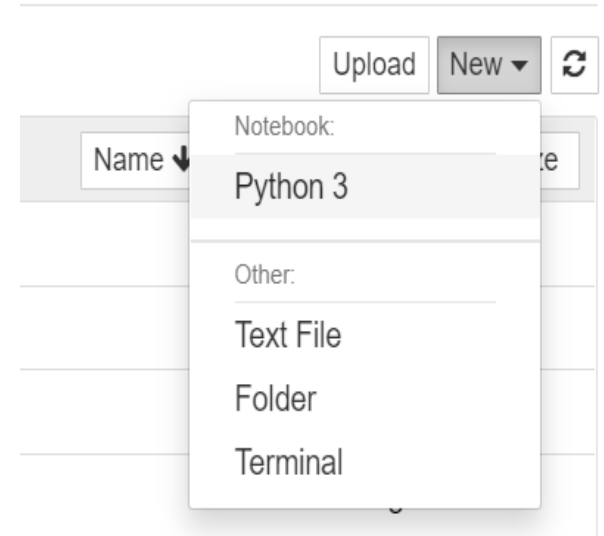 Upload New
Notebook:
Name
Python 3
Other:
Text File
Folder
Terminal